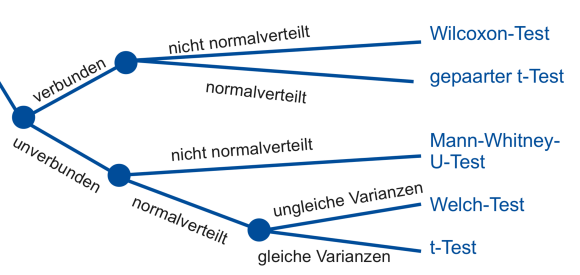 verbunden
nicht normalverteilt
Wilcoxon-Test
normalverteilt
gepaarter t-Test
unverbunden
nicht normalverteilt
Mann-Whitney-
U-Test
normalverteilt
ungleiche Varianzen
Welch-Test
gleiche Varianzen
t-Test